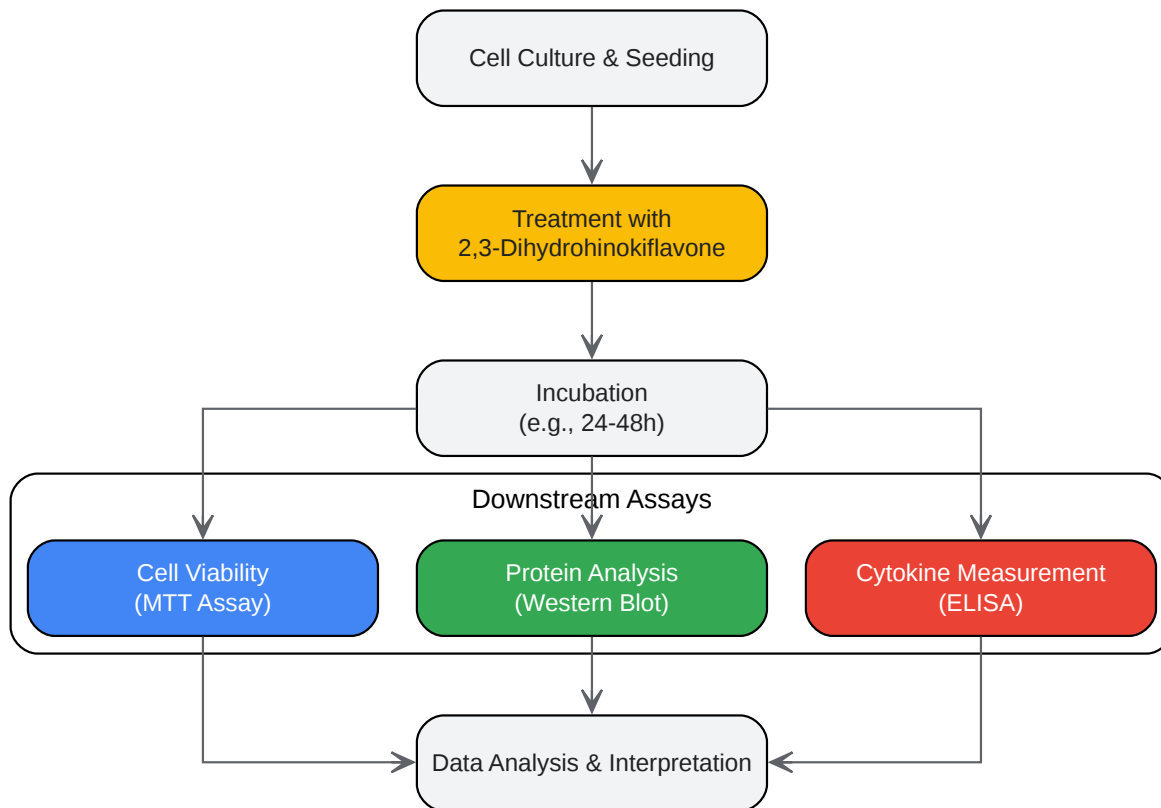 Cell Culture & Seeding
Treatment with
2,3-Dihydrohinokiflavone
Incubation
(e.g., 24-48h)
Downstream Assays
Cell Viability
(MTT Assay)
Protein Analysis
(Western Blot)
Cytokine Measurement
(ELISA)
Data Analysis & Interpretation